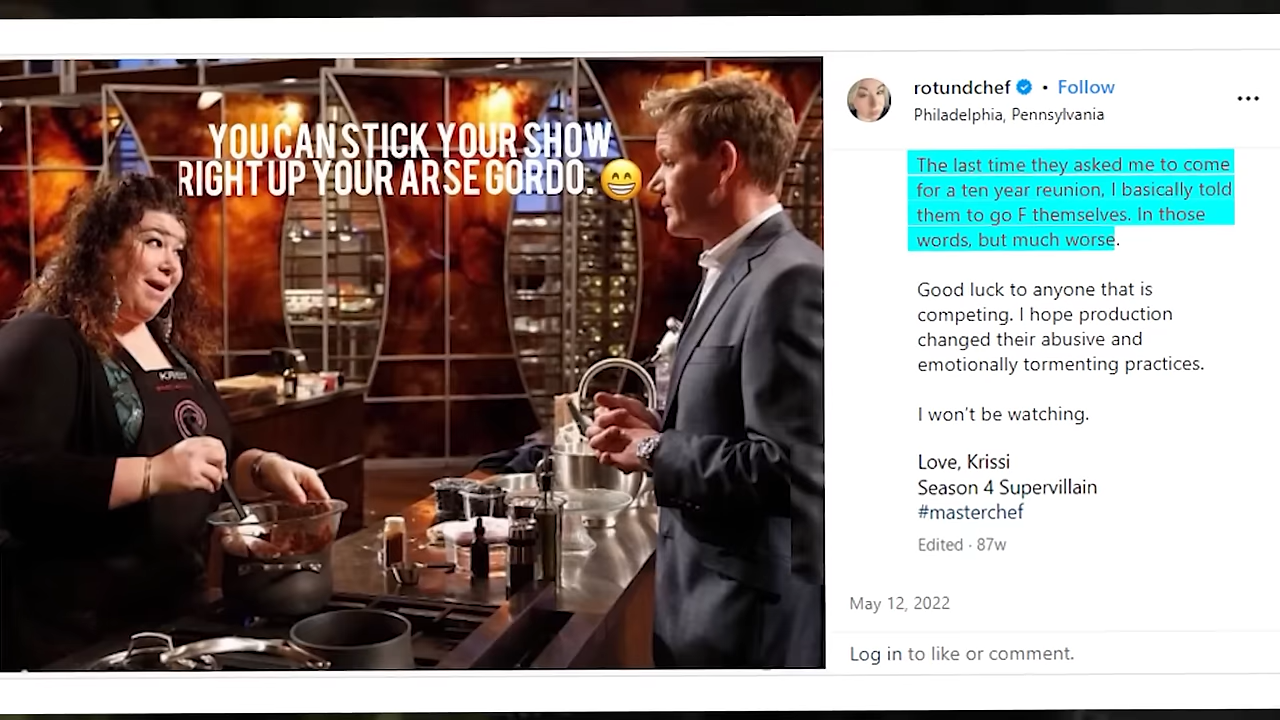 YOU CAN STICK YOUR SHOW
RIGHT UP YOUR ARSE GORDO. 😁
rotundchef • Follow
Philadelphia, Pennsylvania
The last time they asked me to come
for a ten year reunion, I basically told
them to go F themselves. In those
words, but much worse.
Good luck to anyone that is
competing. I hope production
changed their abusive and
emotionally tormenting practices.
I won't be watching.
Love, Krissi
Season 4 Supervillain
#masterchef
Edited · 87w
May 12, 2022
Log in to like or comment.